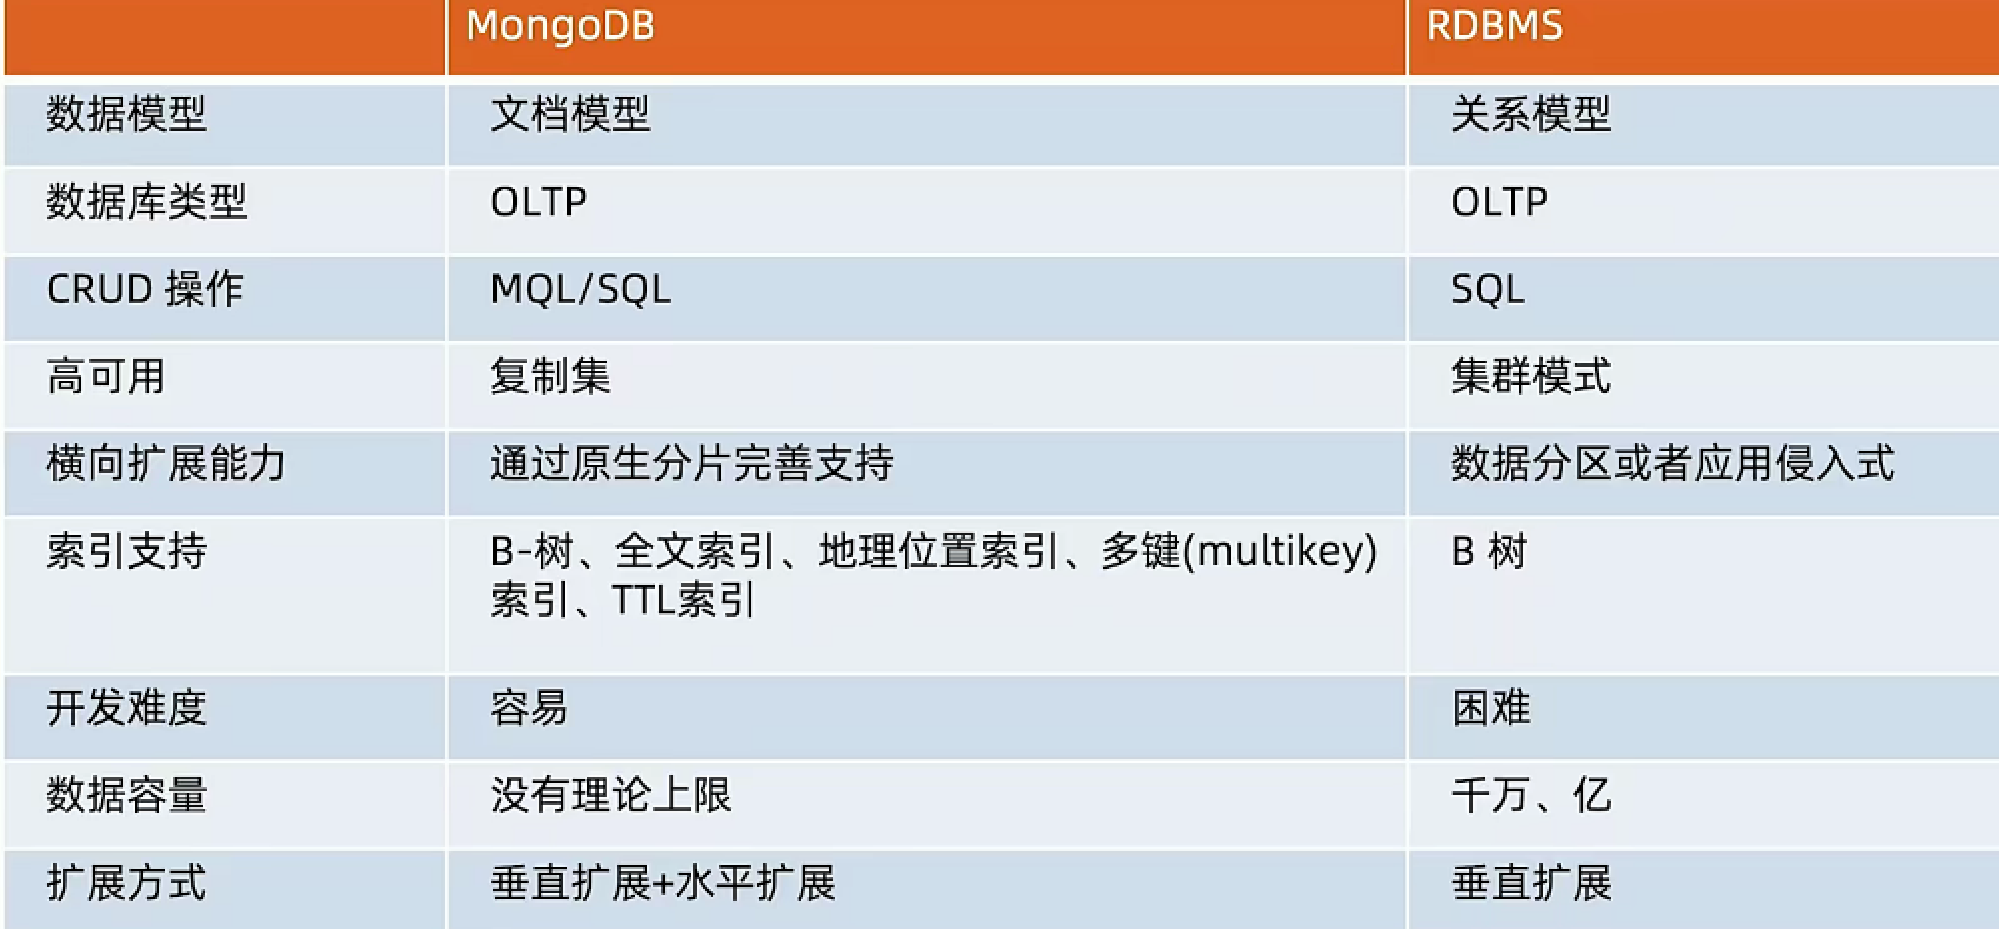 MongoDB RDBMS
数据模型 文档模型 关系模型
数据库类型 OLTP OLTP
CRUD 操作 MQL/SQL SQL
高可用 复制集 集群模式
横向扩展能力 通过原生分片完善支持 数据分区或者应用侵入式
索引支持 B-树、全文索引、地理位置索引、多键(multikey) B 树
索引、TTL索引
开发难度 容易 困难
数据容量 没有理论上限 千万、亿
扩展方式 垂直扩展+水平扩展 垂直扩展